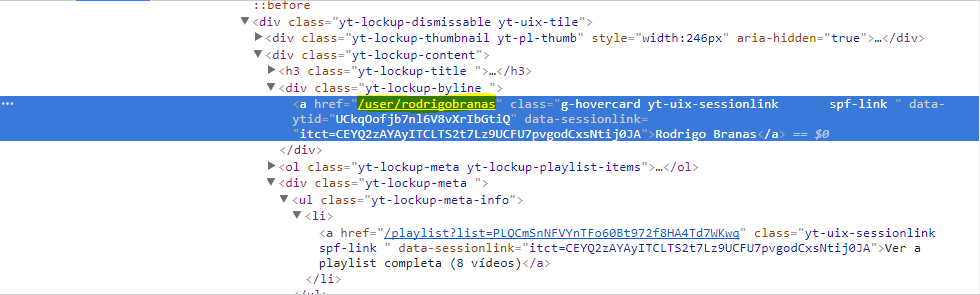 ::before
▼<div class="yt-lockup-dismissable yt-uix-tile">
▶<div class="yt-lockup-thumbnail yt-pl-thumb" style="width:246px" aria-hidden="true">…</div>
▼<div class="yt-lockup-content">
▶<h3 class="yt-lockup-title ">…</h3>
▼<div class="yt-lockup-byline ">
… <a href="/user/rodrigobranas" class="g-hovercard yt-uix-sessionlink      spf-link " data-
ytid="UCkqOofjb7nl6V8vXrIbGtiQ" data-sessionlink=
"itct=CEYQ2zAYAyITCLTS2t7Lz9UCFU7pvgodCxsNtij0JA">Rodrigo Branas</a> == $0
</div>
▶<ol class="yt-lockup-meta yt-lockup-playlist-items">…</ol>
▼<div class="yt-lockup-meta ">
▼<ul class="yt-lockup-meta-info">
▼<li>
<a href="/playlist?list=PLQCmSnNFVYnTFo60Bt972f8HA4Td7WKwq" class="yt-uix-sessionlink
spf-link " data-sessionlink="itct=CEYQ2zAYAyITCLTS2t7Lz9UCFU7pvgodCxsNtij0JA">Ver a
playlist completa (8 vídeos)</a>
</li>
</ul>